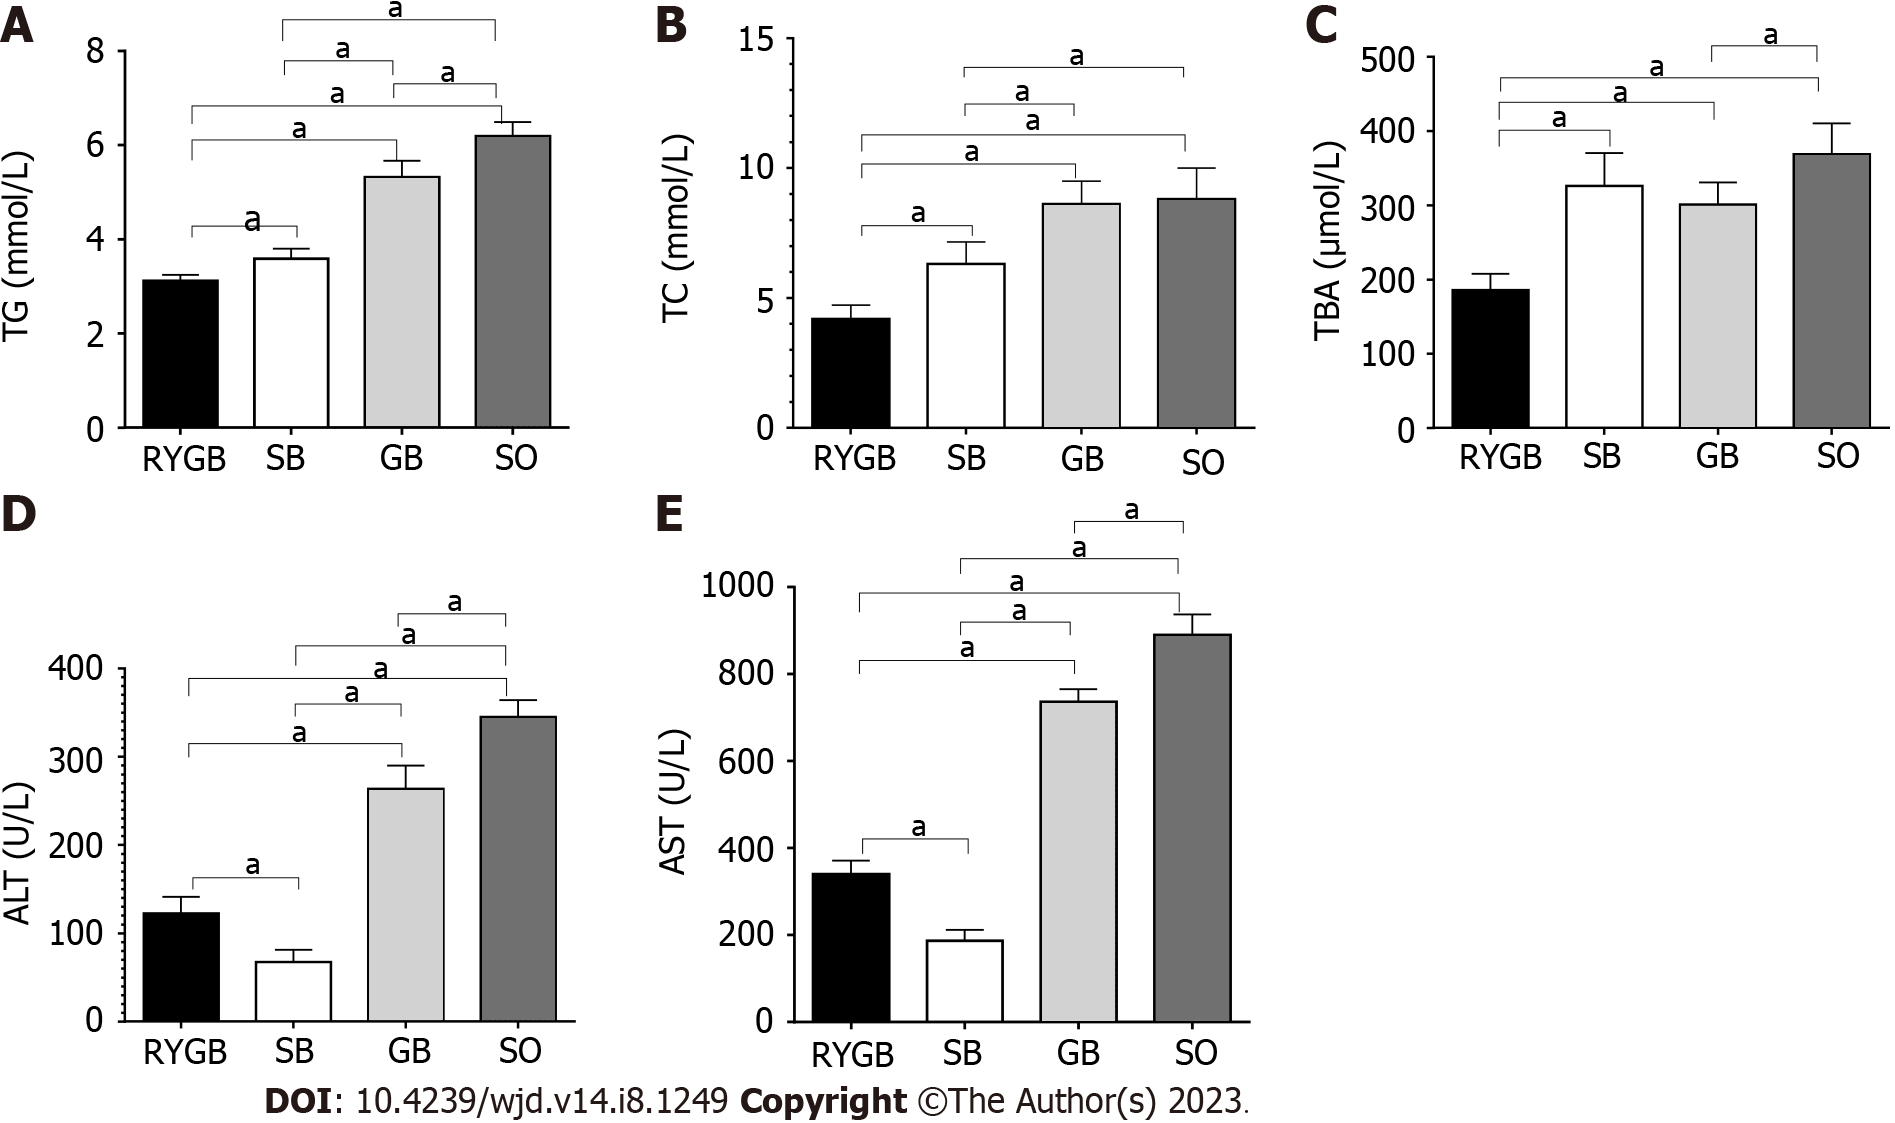 A
TG (mmol/L)
8
6
4
2
0
a
a
a
a
a
a
RYGB SB GB SO
B
TC (mmol/L)
15
10
5
0
a
a
a
a
a
RYGB SB GB SO
C
TBA (µmol/L)
500
400
300
200
100
0
a
a
a
a
RYGB SB GB SO
D
ALT (U/L)
400
300
200
100
0
a
a
a
a
a
a
RYGB SB GB SO
E
AST (U/L)
1000
800
600
400
200
0
a
a
a
a
a
a
RYGB SB GB SO
DOI: 10.4239/wjd.v14.i8.1249 Copyright ©The Author(s) 2023.